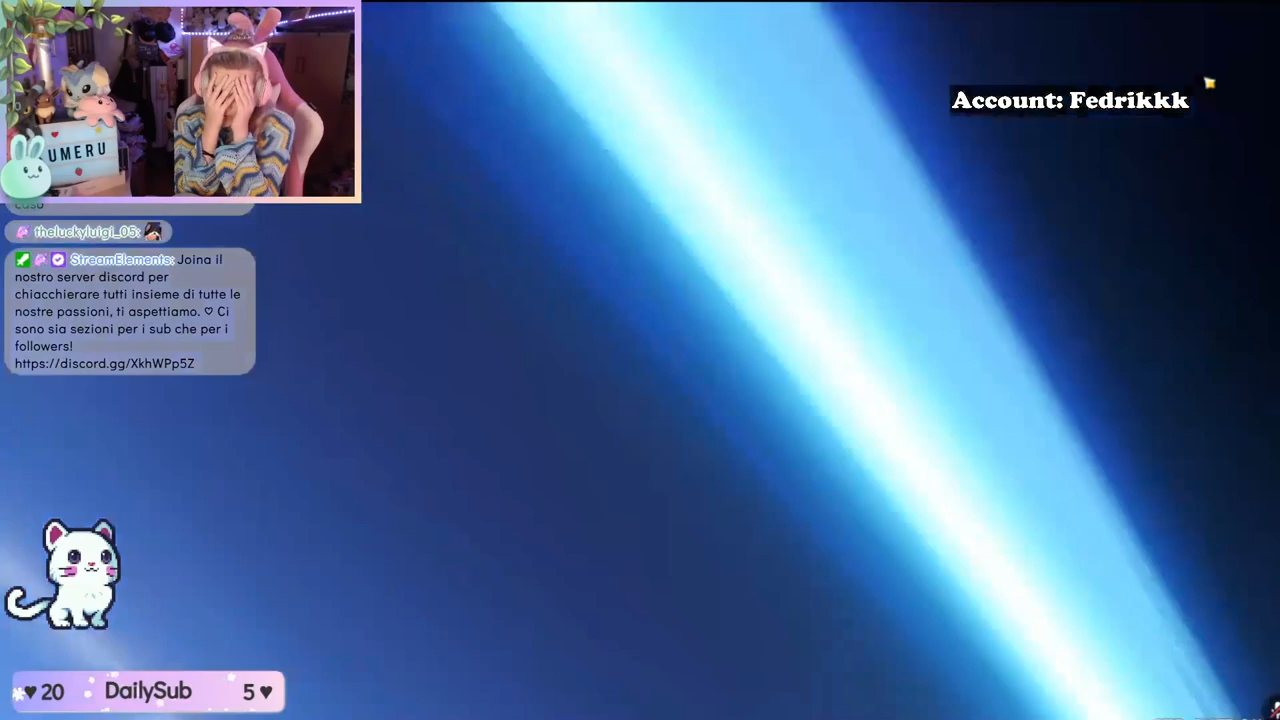 UMERU
Account: Fedrikkk
casa
theluckyluigi_05:
StreamElements: Joina il
nostro server discord per
chiacchierare tutti insieme di tutte le
nostre passioni, ti aspettiamo. ♡ Ci
sono sia sezioni per i sub che per i
followers!
https://discord.gg/XkhWPp5Z
♥ 20 DailySub 5 ♥